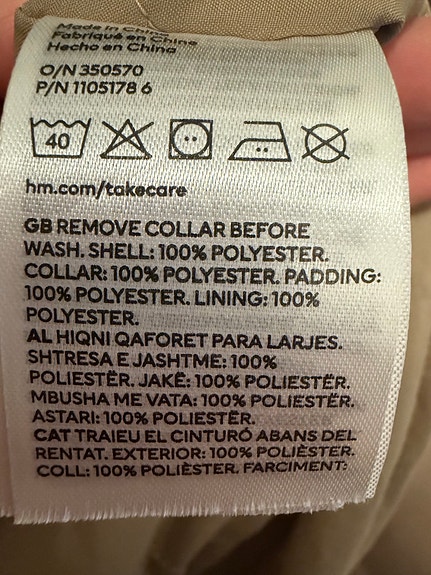 Made in China
Fabriqué en Chine
Hecho en China
O/N 350570
P/N 1105178 6
40
hm.com/takecare
GB REMOVE COLLAR BEFORE
WASH. SHELL: 100% POLYESTER.
COLLAR: 100% POLYESTER. PADDING:
100% POLYESTER. LINING: 100%
POLYESTER.
AL HIQNI QAFORET PARA LARJES.
SHTRESA E JASHTME: 100%
POLIESTËR. JAKË: 100% POLIESTËR.
MBUSHA ME VATA: 100% POLIESTËR.
ASTARI: 100% POLIESTËR.
CAT TRAIEU EL CINTURÓ ABANS DEL
RENTAT. EXTERIOR: 100% POLIÈSTER.
COLL: 100% POLIÈSTER. FARCIMENT: